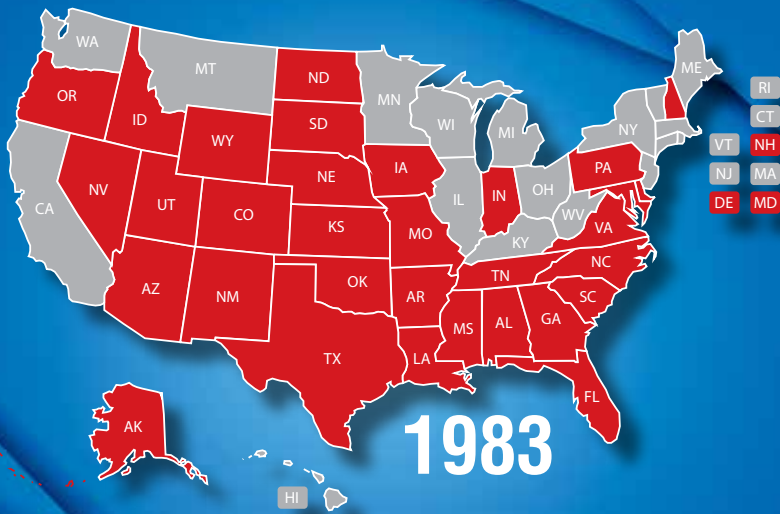 WA
MT
ND
MN
ME
OR
ID
SD
WI
MI
NY
RI
CT
WY
VT
NH
NE
IA
PA
NJ
MA
NV
UT
CO
IL
IN
OH
WV
DE
MD
CA
KS
MO
KY
VA
AZ
NM
OK
AR
TN
NC
SC
TX
LA
MS
AL
GA
FL
AK
1983
HI